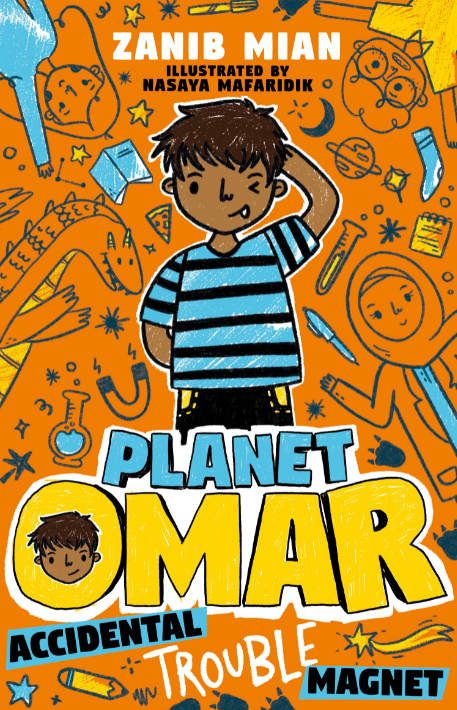 ZANIB MIAN
ILLUSTRATED BY
NASAYA MAFARIDIK
PLANET
OMAR
ACCIDENTAL
TROUBLE
MAGNET